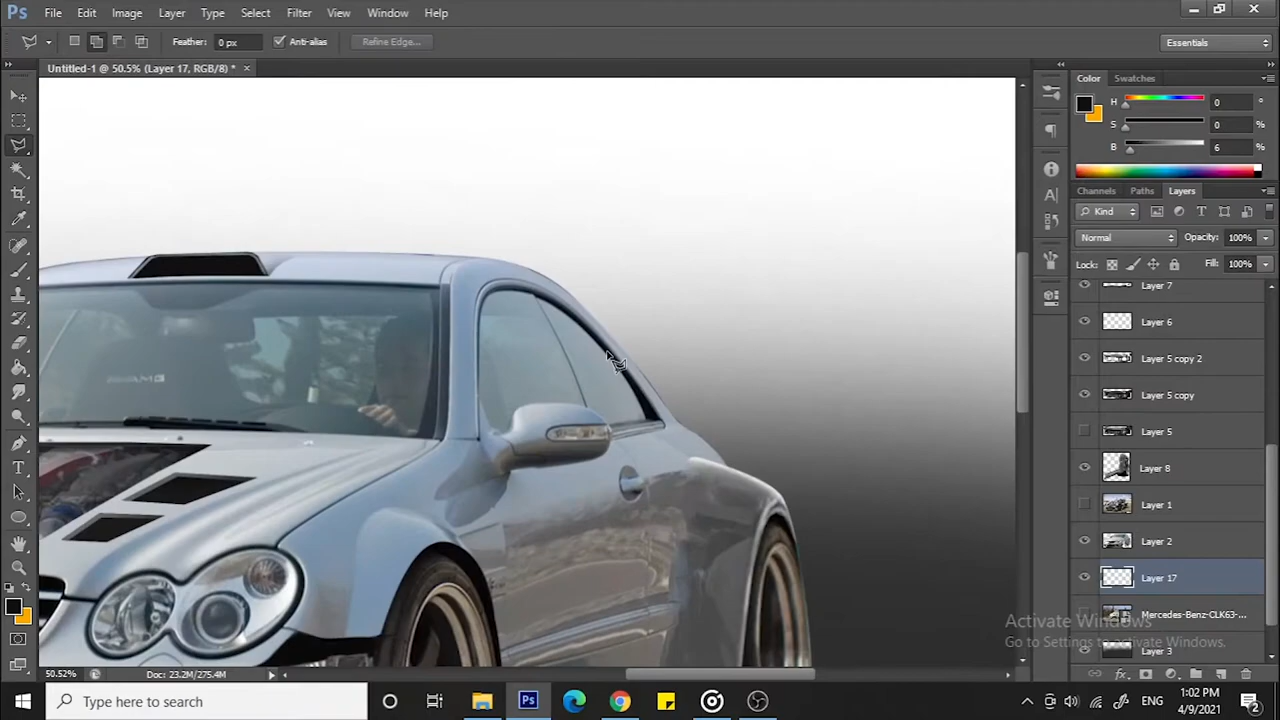 Ps File Edit Image Layer Type Select Filter View Window Help
Feather: 0 px Anti-alias Refine Edge... Essentials
Untitled-1 @ 50.5% (Layer 17, RGB/8) * ×
Color Swatches
H 0 °
S 0 %
B 6 %
Channels Paths Layers
Kind
Normal Opacity: 100%
Lock: Fill: 100%
Layer 7
Layer 6
Layer 5 copy 2
Layer 5 copy
Layer 5
Layer 8
Layer 1
Layer 2
Layer 17
Mercedes-Benz-CLK63-...
Layer 3
AMG
Activate Windows
Go to Settings to activate Windows.
50.52% Doc: 23.2M/275.4M
Type here to search
Ps
ENG
1:02 PM
4/9/2021
2